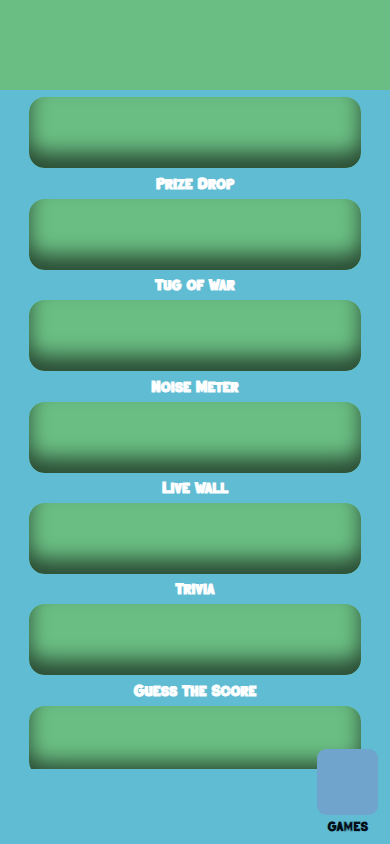 PRIZE DROP
TUG OF WAR
NOISE METER
LIVE WALL
TRIVIA
GUESS THE SCORE
GAMES